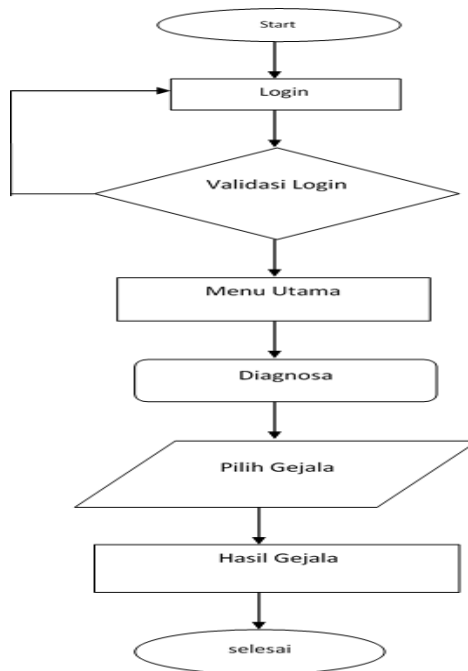 Start
Login
Validasi Login
Menu Utama
Diagnosa
Pilih Gejala
Hasil Gejala
selesai